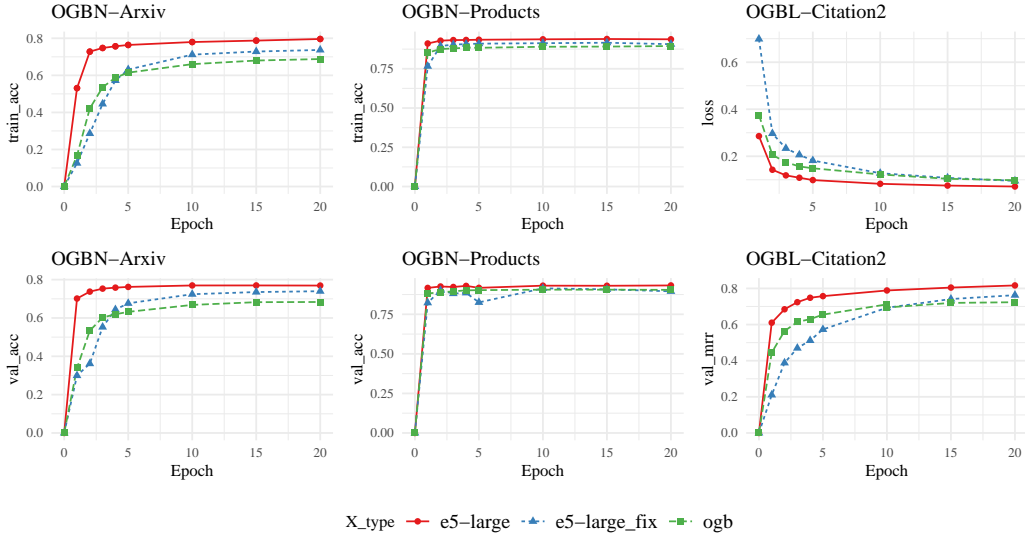 OGBN−Arxiv
train_acc
0.8
0.6
0.4
0.2
0.0
0 5 10 15 20
Epoch
OGBN−Products
train_acc
0.75
0.50
0.25
0.00
0 5 10 15 20
Epoch
OGBL−Citation2
loss
0.6
0.4
0.2
5 10 15 20
Epoch
OGBN−Arxiv
val_acc
0.8
0.6
0.4
0.2
0.0
0 5 10 15 20
Epoch
OGBN−Products
val_acc
0.75
0.50
0.25
0.00
0 5 10 15 20
Epoch
OGBL−Citation2
val_mrr
0.8
0.6
0.4
0.2
0.0
0 5 10 15 20
Epoch
X_type e5−large e5−large_fix ogb